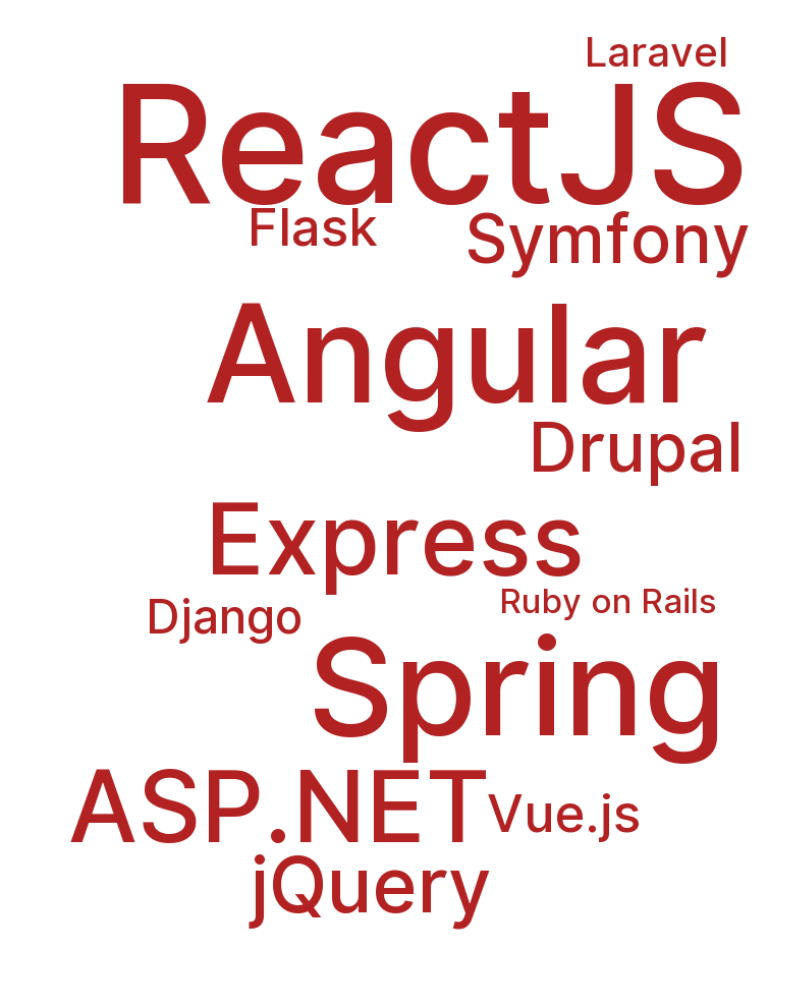 Laravel
ReactJS
Flask
Symfony
Angular
Drupal
Express
Ruby on Rails
Django
Spring
ASP.NET
Vue.js
jQuery